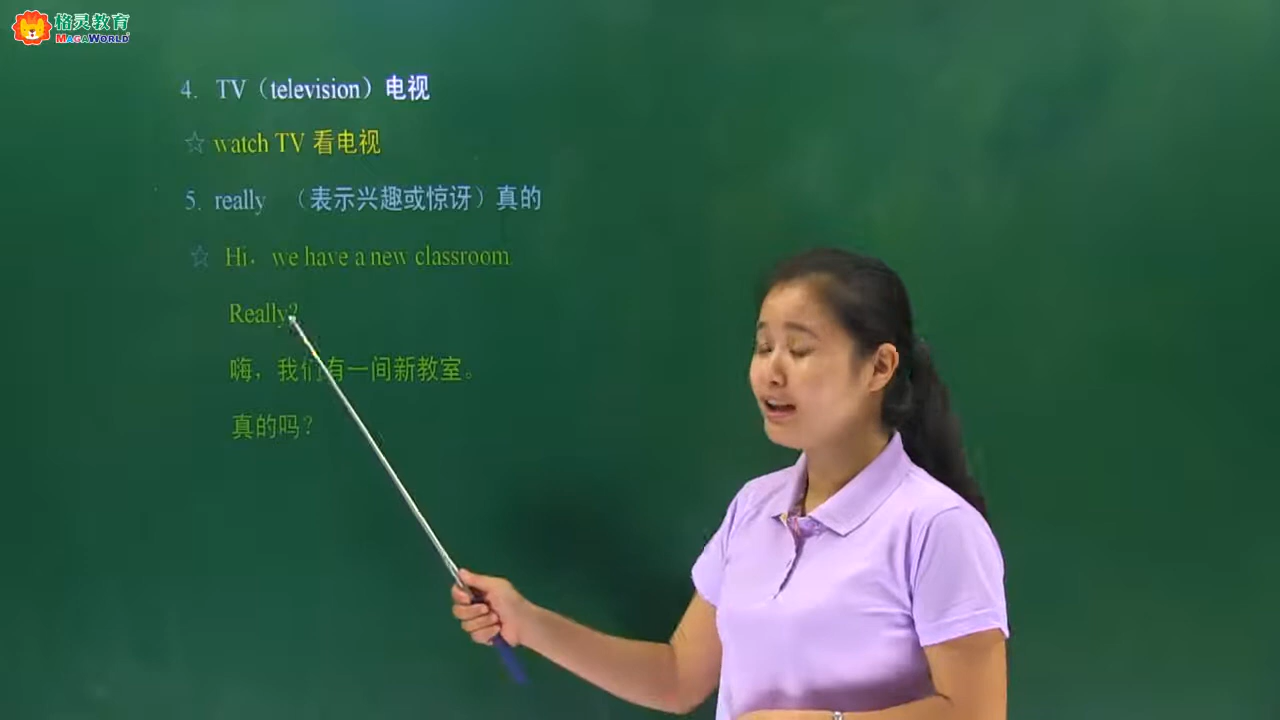 格灵教育
MAGAWORLD
4. TV（television）电视
☆ watch TV 看电视
5. really （表示兴趣或惊讶）真的
☆ Hi，we have a new classroom
Really?
嗨，我们有一间新教室。
真的吗？